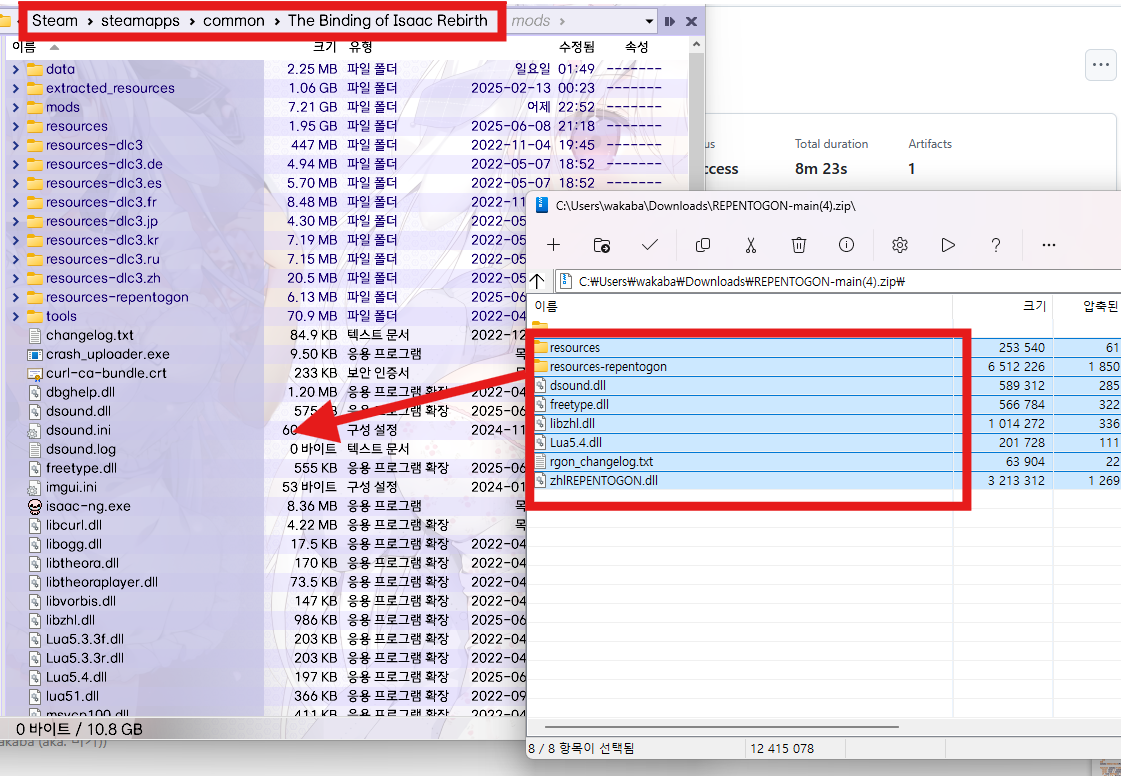 Steam › steamapps › common › The Binding of Isaac Rebirth mods ›
이름 크기 유형 수정됨 속성
data 2.25 MB 파일 폴더 일요일 01:49 -------
extracted_resources 1.06 GB 파일 폴더 2025-02-13 00:23 -------
mods 7.21 GB 파일 폴더 어제 22:52 -------
resources 1.95 GB 파일 폴더 2025-06-08 21:18 -------
resources-dlc3 447 MB 파일 폴더 2022-11-04 19:45 -------
resources-dlc3.de 4.94 MB 파일 폴더 2022-05-07 18:52 -------
resources-dlc3.es 5.70 MB 파일 폴더 2022-05-07 18:52 -------
resources-dlc3.fr 8.48 MB 파일 폴더 2022-11
resources-dlc3.jp 4.30 MB 파일 폴더 2022-05
resources-dlc3.kr 7.19 MB 파일 폴더 2022-11
resources-dlc3.ru 7.15 MB 파일 폴더 2022-05
resources-dlc3.zh 20.5 MB 파일 폴더 2022-05
resources-repentogon 6.13 MB 파일 폴더 2025-06
tools 70.9 MB 파일 폴더 2022-04
changelog.txt 84.9 KB 텍스트 문서 2022-12
crash_uploader.exe 9.50 KB 응용 프로그램
curl-ca-bundle.crt 233 KB 보안 인증서
dbghelp.dll 1.20 MB 응용 프로그램 확장 2022-04
dsound.dll 575 응용 프로그램 확장 2025-06
dsound.ini 60 구성 설정 2024-11
dsound.log 0 바이트 텍스트 문서
freetype.dll 555 KB 응용 프로그램 확장 2025-06
imgui.ini 53 바이트 구성 설정 2024-01
isaac-ng.exe 8.36 MB 응용 프로그램
libcurl.dll 4.22 MB 응용 프로그램 확장 2022-04
libogg.dll 17.5 KB 응용 프로그램 확장 2022-04
libtheora.dll 170 KB 응용 프로그램 확장 2022-04
libtheoraplayer.dll 73.5 KB 응용 프로그램 확장 2022-04
libvorbis.dll 147 KB 응용 프로그램 확장 2022-04
libzhl.dll 986 KB 응용 프로그램 확장 2025-06
Lua5.3.3f.dll 203 KB 응용 프로그램 확장 2022-04
Lua5.3.3r.dll 203 KB 응용 프로그램 확장 2022-04
Lua5.4.dll 197 KB 응용 프로그램 확장 2025-06
lua51.dll 366 KB 응용 프로그램 확장 2022-09
msvcp100.dll 411 KB 응용 프로그램 확장 2022-04
0 바이트 / 10.8 GB
Total duration Artifacts
8m 23s 1
C:\Users\wakaba\Downloads\REPENTOGON-main(4).zip\
C:₩Users₩wakaba₩Downloads₩REPENTOGON-main(4).zip₩
이름 크기 압축된
resources 253 540 61
resources-repentogon 6 512 226 1 850
dsound.dll 589 312 285
freetype.dll 566 784 322
libzhl.dll 1 014 272 336
Lua5.4.dll 201 728 111
rgon_changelog.txt 63 904 22
zhlREPENTOGON.dll 3 213 312 1 269
8 / 8 항목이 선택됨 12 415 078